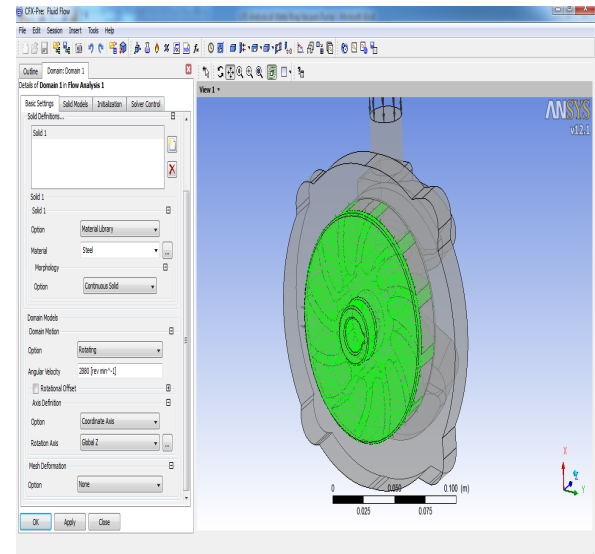 CFX-Pre: Fluid Flow
File Edit Session Insert Tools Help
Outline Domain: Domain 1
Details of Domain 1 in Flow Analysis 1
Basic Settings Solid Models Initialization Solver Control
Solid Definitions...
Solid 1
Solid 1
Solid 1
Option Material Library
Material Steel ...
Morphology
Option Continuous Solid
Domain Models
Domain Motion
Option Rotating
Angular Velocity 2880 [rev min^-1]
Rotational Offset
Axis Definition
Option Coordinate Axis
Rotation Axis Global Z ...
Mesh Deformation
Option None
OK Apply Close
View 1
ANSYS
v12.1
X
Z
Y
0 0.050 0.100 (m)
0.025 0.075